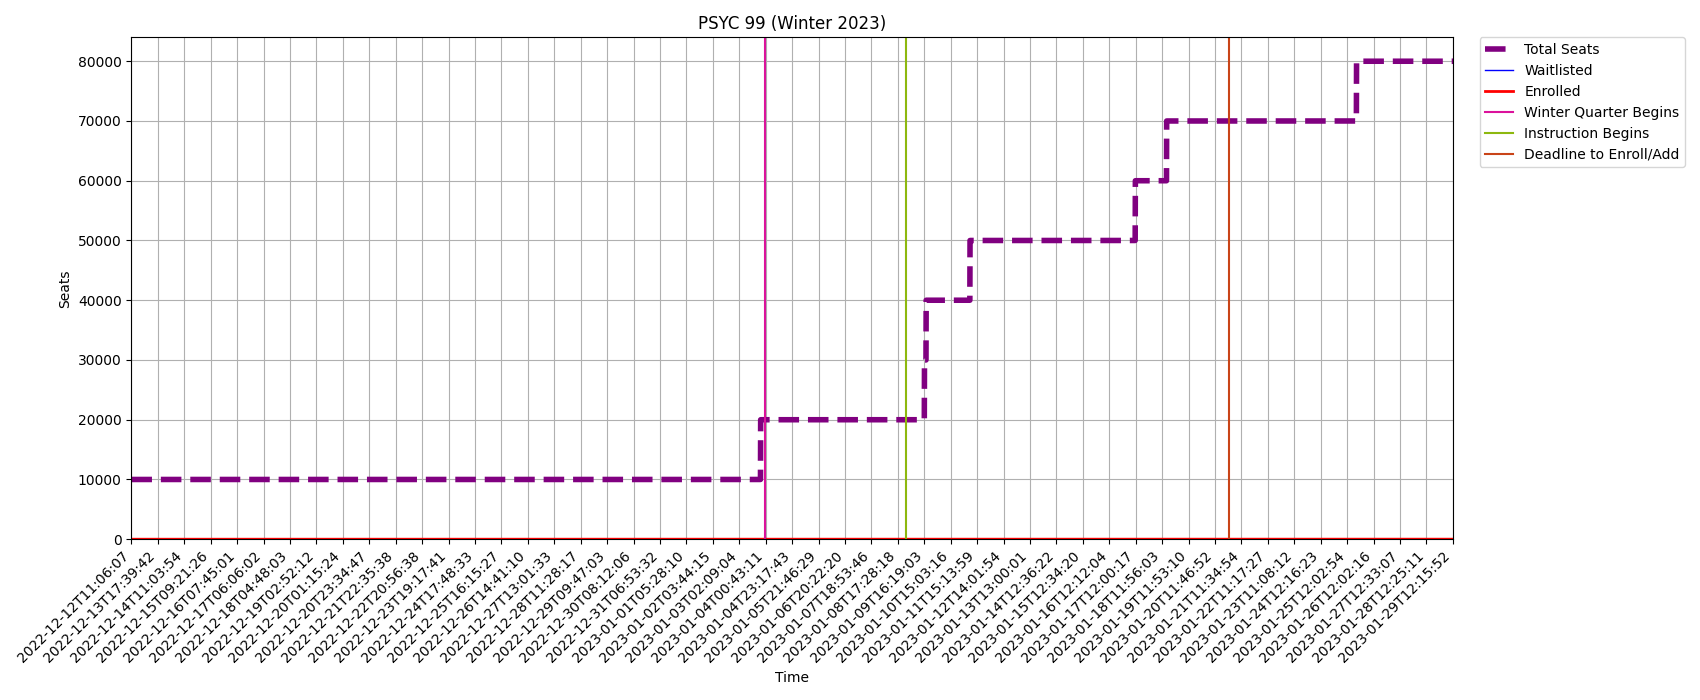 PSYC 99 (Winter 2023)
80000
70000
60000
50000
40000
30000
20000
10000
0
Seats
Total Seats
Waitlisted
Enrolled
Winter Quarter Begins
Instruction Begins
Deadline to Enroll/Add
2022-12-12T11:06:07
2022-12-13T17:39:42
2022-12-14T11:03:54
2022-12-15T09:21:26
2022-12-16T07:45:01
2022-12-17T06:06:02
2022-12-18T04:48:03
2022-12-19T02:52:12
2022-12-20T01:15:24
2022-12-20T23:34:47
2022-12-21T22:35:38
2022-12-22T20:56:38
2022-12-23T19:17:41
2022-12-24T17:48:33
2022-12-25T16:15:27
2022-12-26T14:41:10
2022-12-27T13:01:33
2022-12-28T11:28:17
2022-12-29T09:47:03
2022-12-30T08:12:06
2022-12-31T06:53:32
2023-01-01T05:28:10
2023-01-02T03:44:15
2023-01-03T02:09:04
2023-01-04T00:43:11
2023-01-04T23:17:43
2023-01-05T21:46:29
2023-01-06T20:22:20
2023-01-07T18:53:46
2023-01-08T17:28:18
2023-01-09T16:19:03
2023-01-10T15:03:16
2023-01-11T15:13:59
2023-01-12T14:01:54
2023-01-13T13:00:01
2023-01-14T12:36:22
2023-01-15T12:34:20
2023-01-16T12:12:04
2023-01-17T12:00:17
2023-01-18T11:56:03
2023-01-19T11:53:10
2023-01-20T11:46:52
2023-01-21T11:34:54
2023-01-22T11:17:27
2023-01-23T11:08:12
2023-01-24T12:16:23
2023-01-25T12:02:54
2023-01-26T12:02:16
2023-01-27T12:33:07
2023-01-28T12:25:11
2023-01-29T12:15:52
Time